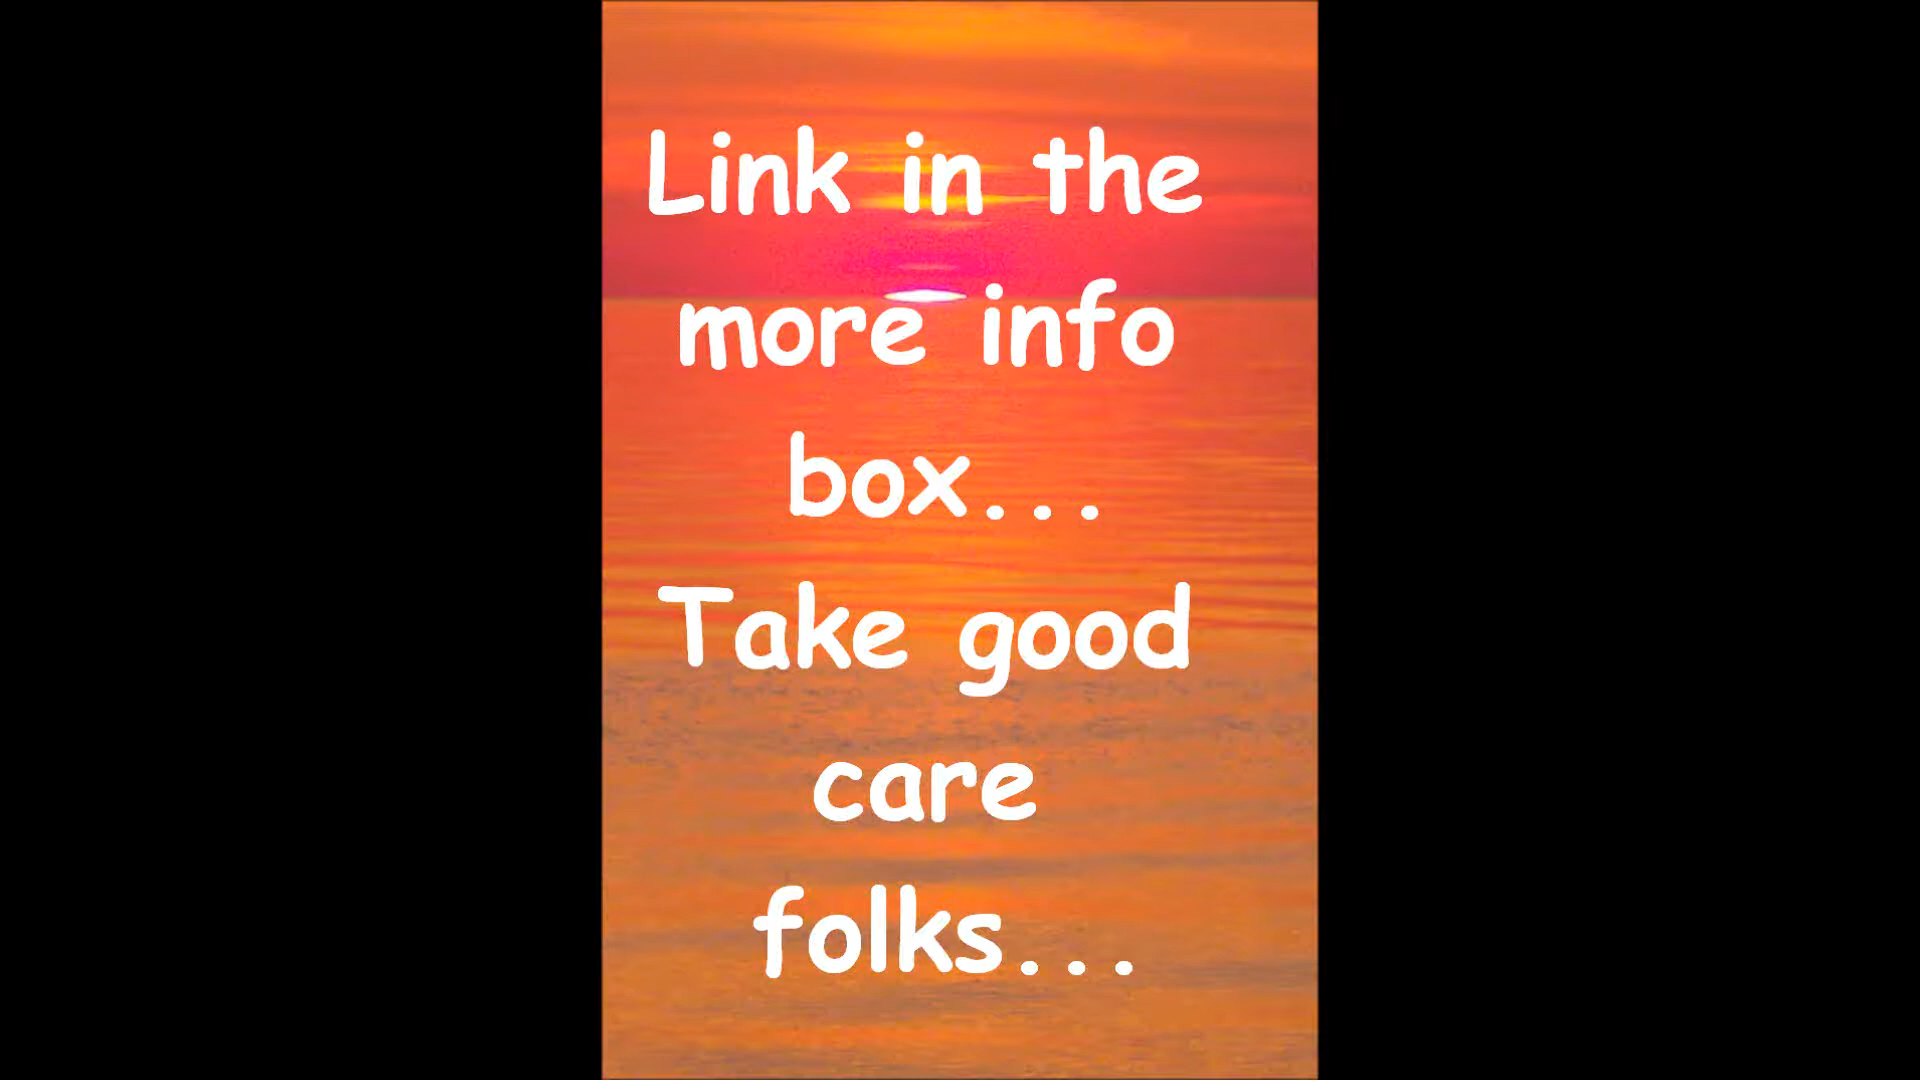 Link in the
more info
box...
Take good
care
folks...